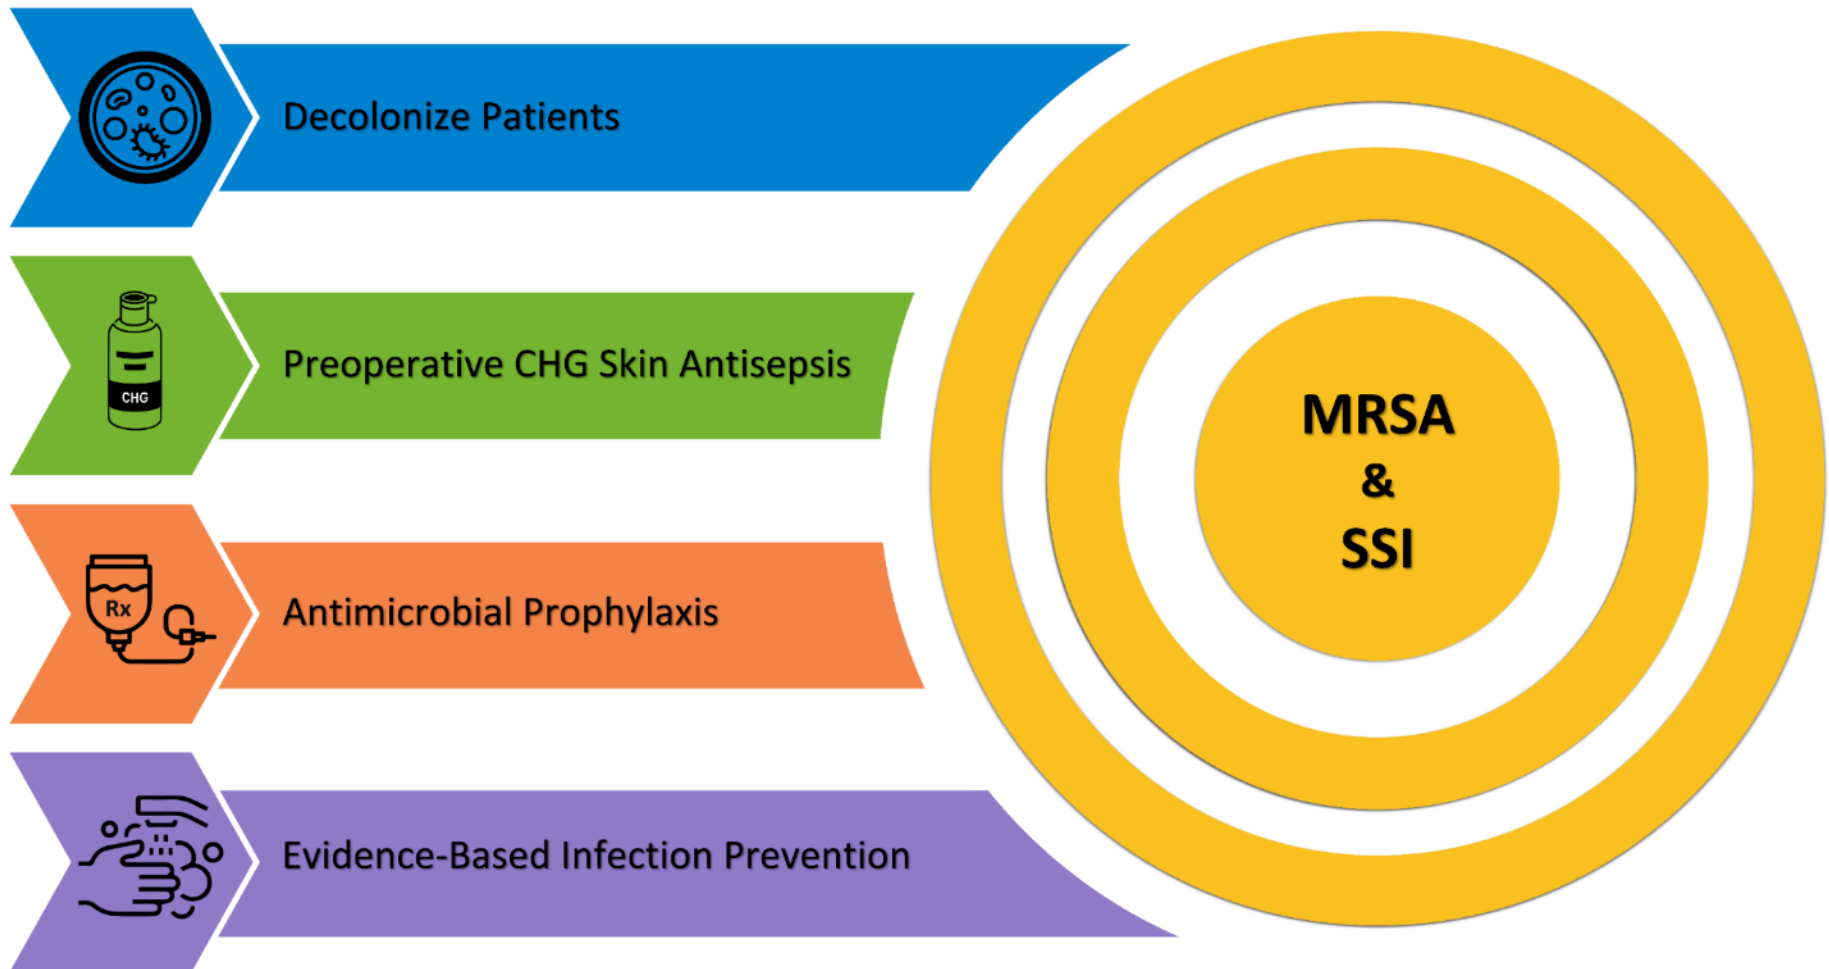 Decolonize Patients
CHG
Preoperative CHG Skin Antisepsis
Rx
Antimicrobial Prophylaxis
Evidence-Based Infection Prevention
MRSA
&
SSI